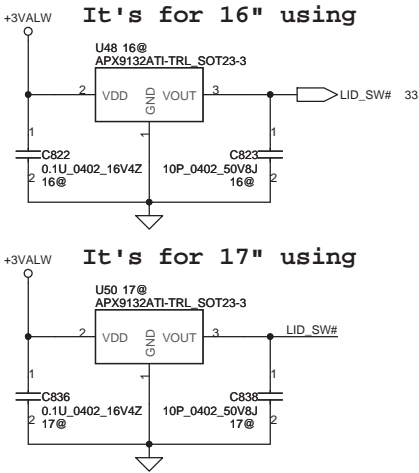 It's for 16" using
+3VALW
U48 16@
APX9132ATI-TRL_SOT23-3
2 VDD GND VOUT 3
LID_SW# 33
1
1 1
C822 C823
0.1U_0402_16V4Z 10P_0402_50V8J
2 16@ 2 16@
It's for 17" using
+3VALW
U50 17@
APX9132ATI-TRL_SOT23-3
2 VDD GND VOUT 3 LID_SW#
1
1 1
C836 C838
0.1U_0402_16V4Z 10P_0402_50V8J
2 17@ 2 17@